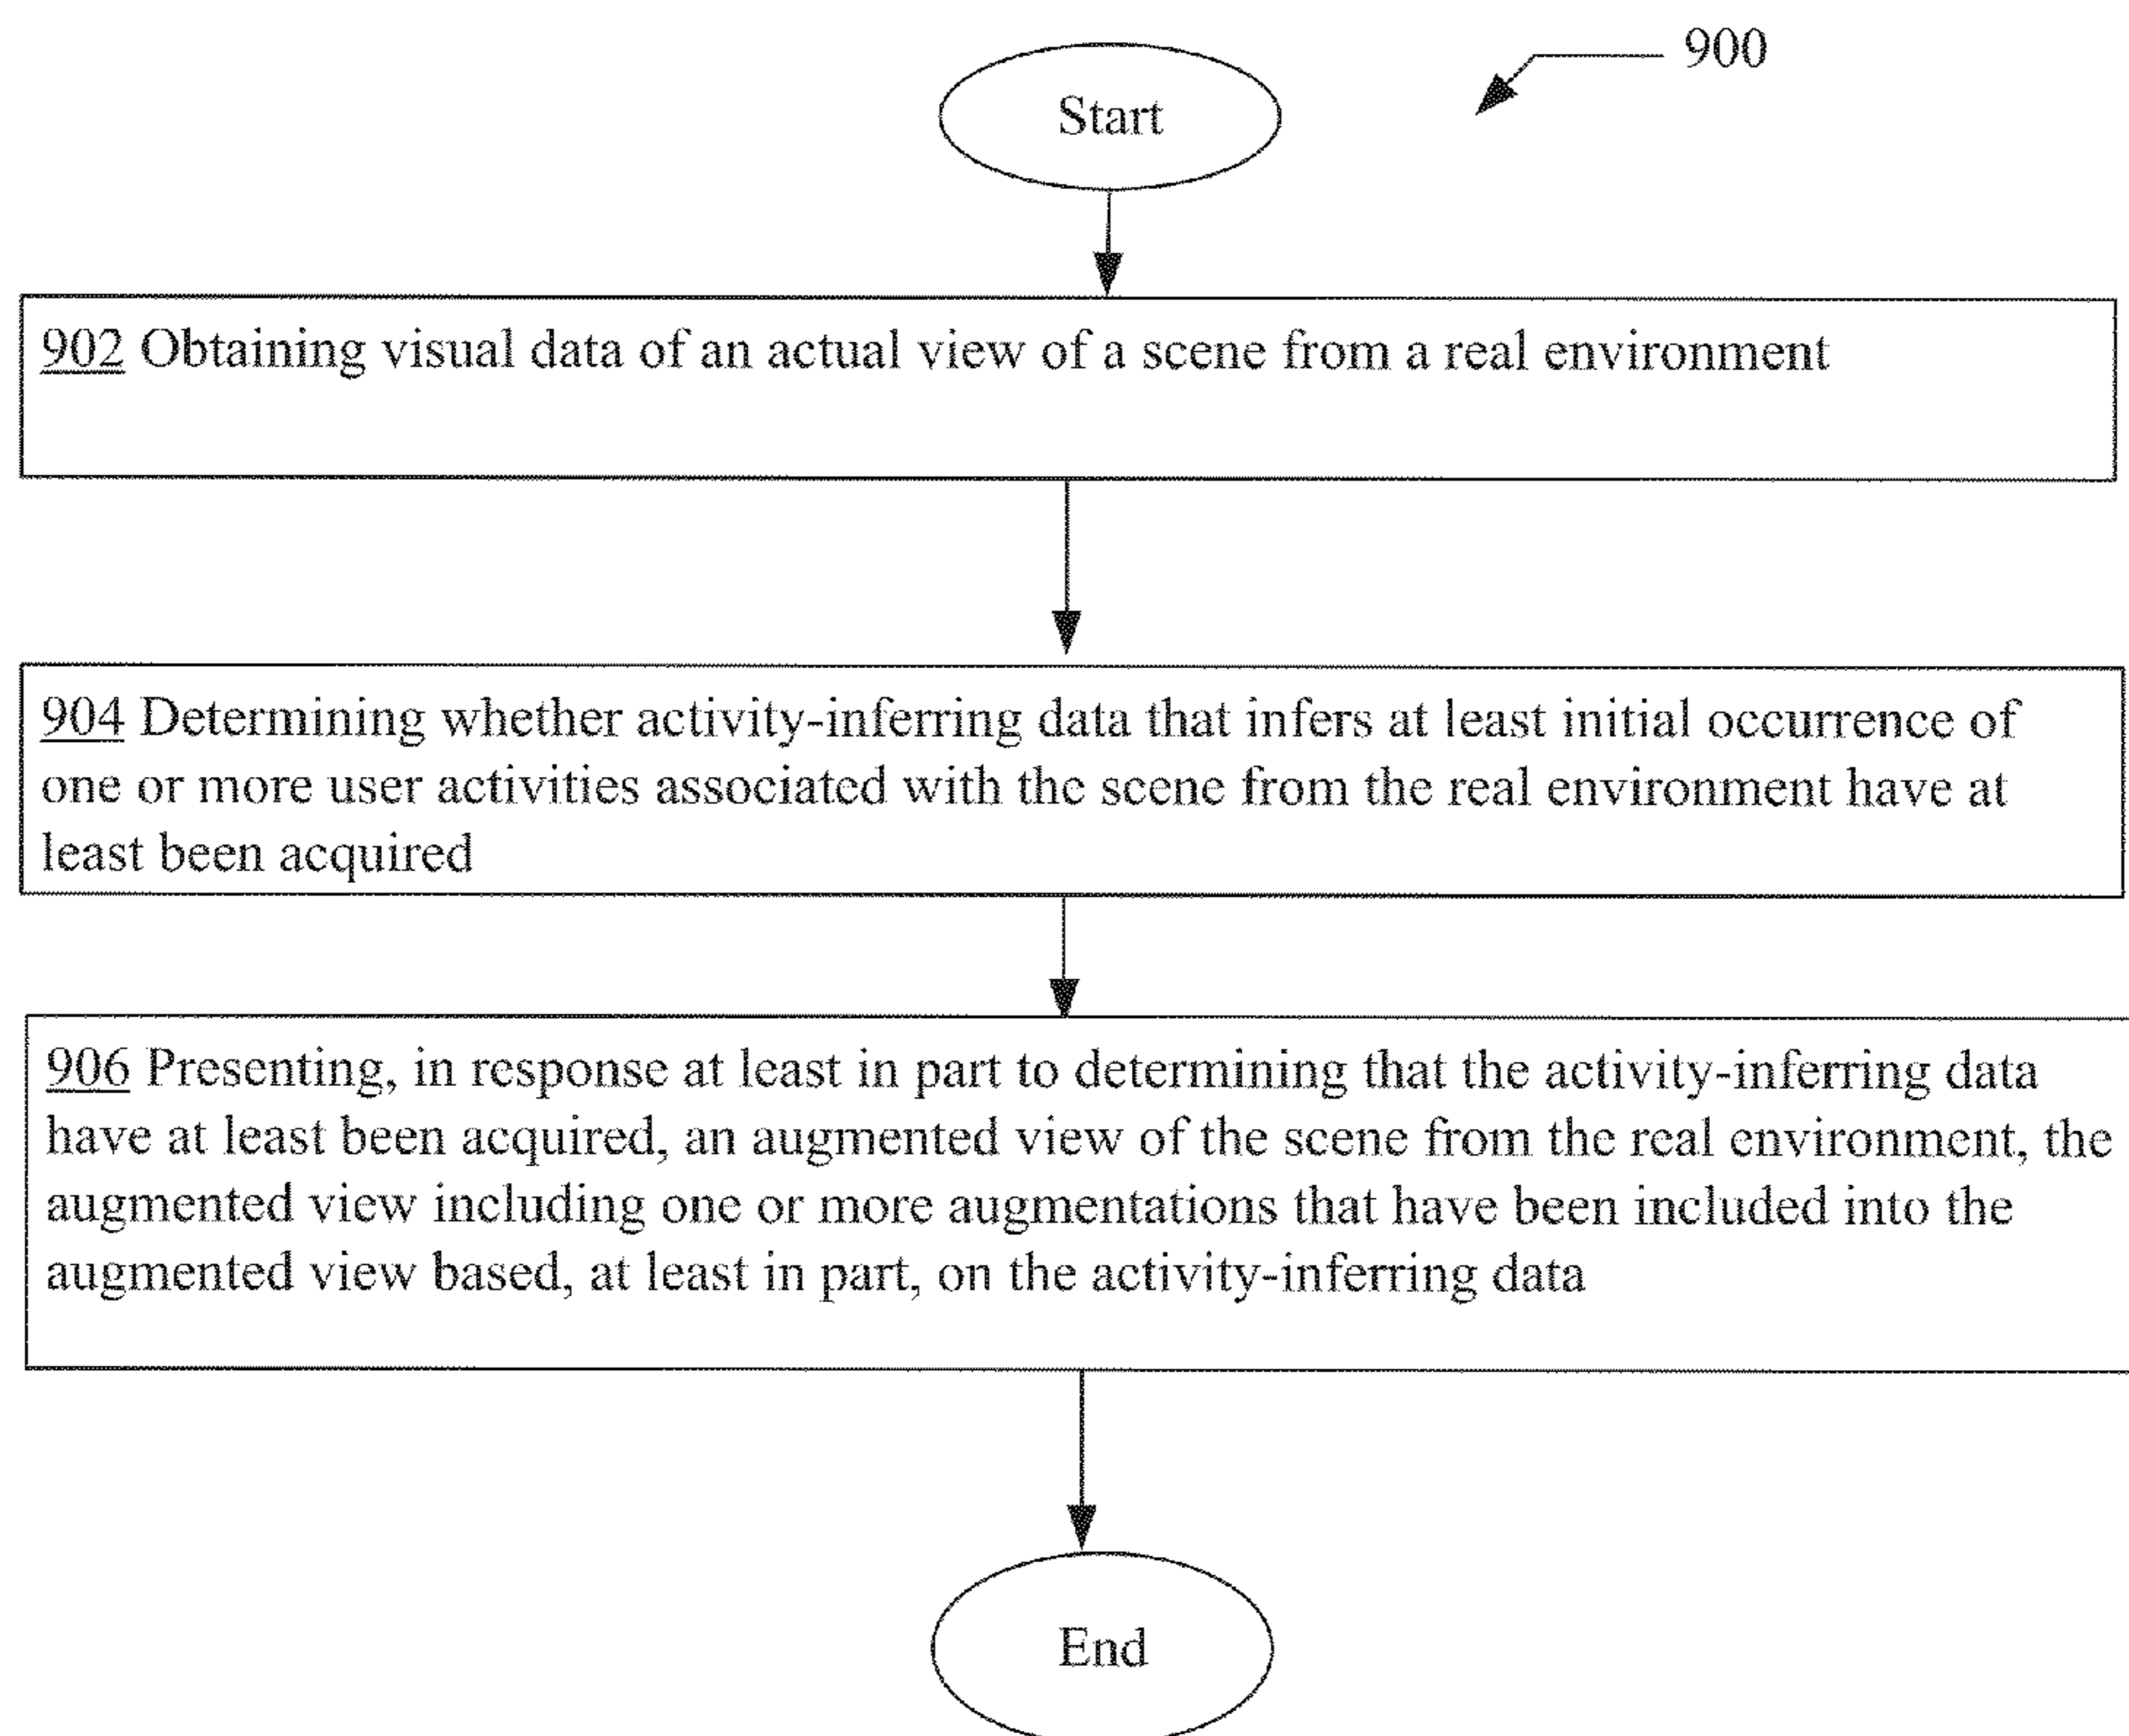 900
Start
902 Obtaining visual data of an actual view of a scene from a real environment
904 Determining whether activity-inferring data that infers at least initial occurrence of
one or more user activities associated with the scene from the real environment have at
least been acquired
906 Presenting, in response at least in part to determining that the activity-inferring data
have at least been acquired, an augmented view of the scene from the real environment, the
augmented view including one or more augmentations that have been included into the
augmented view based, at least in part, on the activity-inferring data
End